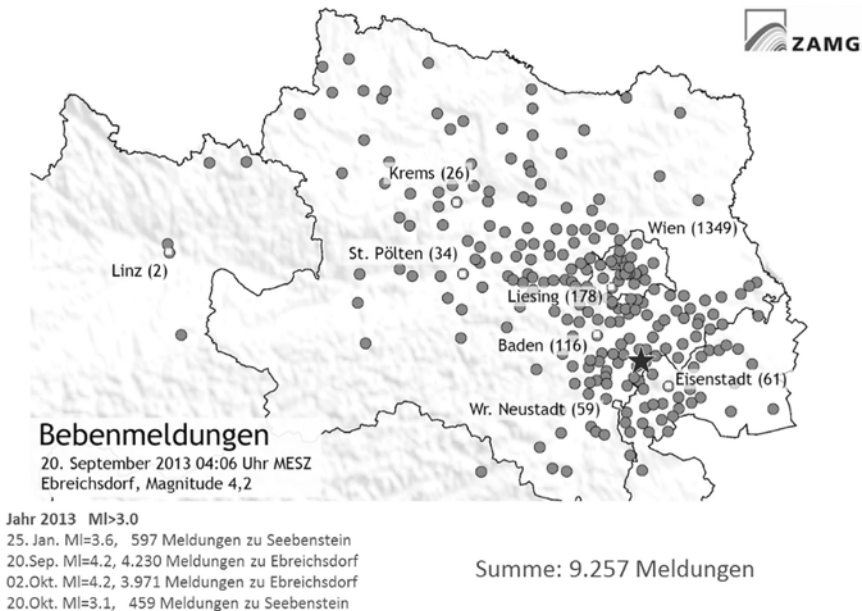 ZAMG
Krems (26)
Wien (1349)
St. Pölten (34)
Linz (2)
Liesing (178)
Baden (116)
Eisenstadt (61)
Wr. Neustadt (59)
Bebenmeldungen
20. September 2013 04:06 Uhr MESZ
Ebreichsdorf, Magnitude 4,2
Jahr 2013 Ml>3.0
25. Jan. Ml=3.6, 597 Meldungen zu Seebenstein
20.Sep. Ml=4.2, 4.230 Meldungen zu Ebreichsdorf
02.Okt. Ml=4.2, 3.971 Meldungen zu Ebreichsdorf
20.Okt. Ml=3.1, 459 Meldungen zu Seebenstein
Summe: 9.257 Meldungen